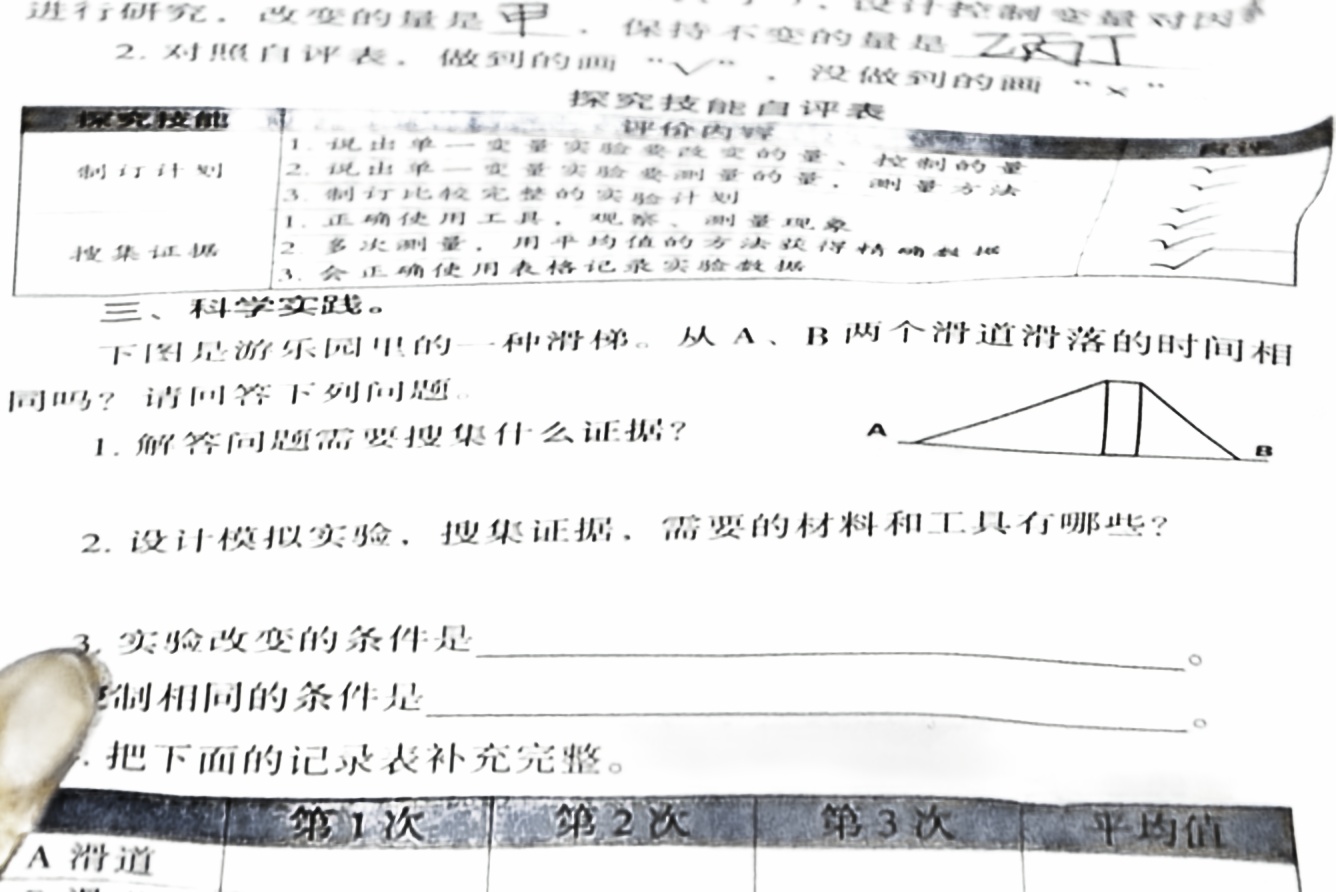 进行研究，改变的量是甲，保持不变的量是乙丙丁
2. 对照自评表，做到的画“√”，没做到的画“×”
探究技能自评表
探究技能 评价内容 自评
制订计划
1. 说出单一变量实验要改变的量、控制的量 ✓
2. 说出单一变量实验要测量的量，测量方法 ✓
3. 制订比较完整的实验计划 ✓
搜集证据
1. 正确使用工具，观察、测量现象 ✓
2. 多次测量，用平均值的方法获得精确数据 ✓
3. 会正确使用表格记录实验数据 ✓
三、科学实践。
下图是游乐园里的一种滑梯。从 A、B 两个滑道滑落的时间相
同吗？请回答下列问题。
A B
1. 解答问题需要搜集什么证据？
2. 设计模拟实验，搜集证据，需要的材料和工具有哪些？
3. 实验改变的条件是 。
制相同的条件是 。
. 把下面的记录表补充完整。
第 1 次 第 2 次 第 3 次 平均值
A 滑道